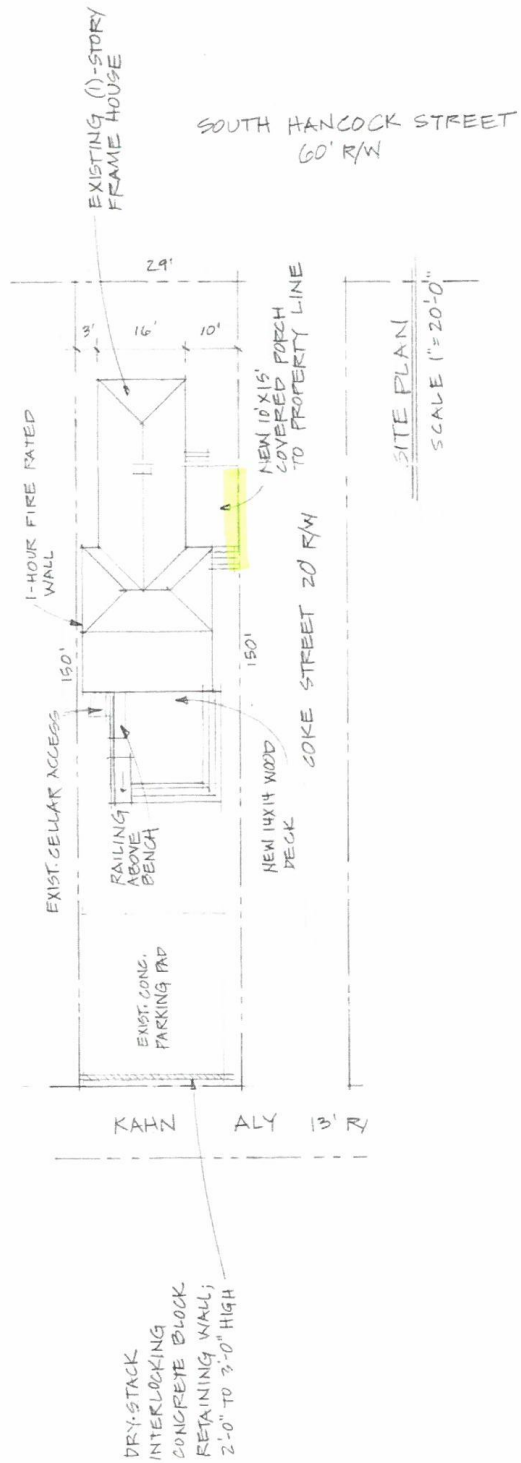 EXISTING (1)-STORY
FRAME HOUSE
SOUTH HANCOCK STREET
60' R/W
29'
3'
16'
10'
1-HOUR FIRE RATED
WALL
NEW 10'X15'
COVERED PORCH
TO PROPERTY LINE
SITE PLAN
SCALE 1"=20'-0"
150'
150'
EXIST. CELLAR ACCESS
RAILING
ABOVE
BENCH
NEW 14X14 WOOD
DECK
COKE STREET 20' R/W
EXIST. CONC.
PARKING PAD
KAHN ALY 13' R/
DRY-STACK
INTERLOCKING
CONCRETE BLOCK
RETAINING WALL;
2'-0" TO 3'-0" HIGH